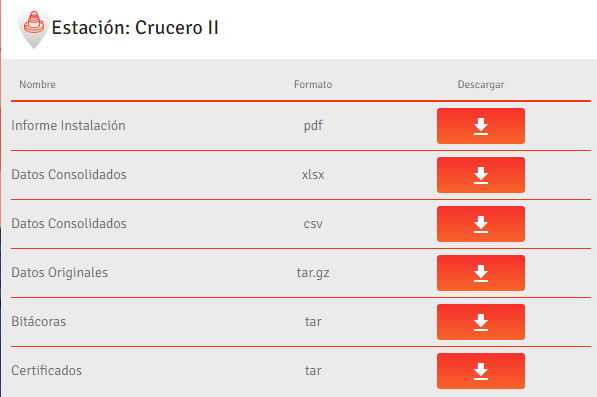 Estación: Crucero II
Nombre Formato Descargar
Informe Instalación pdf
Datos Consolidados xlsx
Datos Consolidados csv
Datos Originales tar.gz
Bitácoras tar
Certificados tar